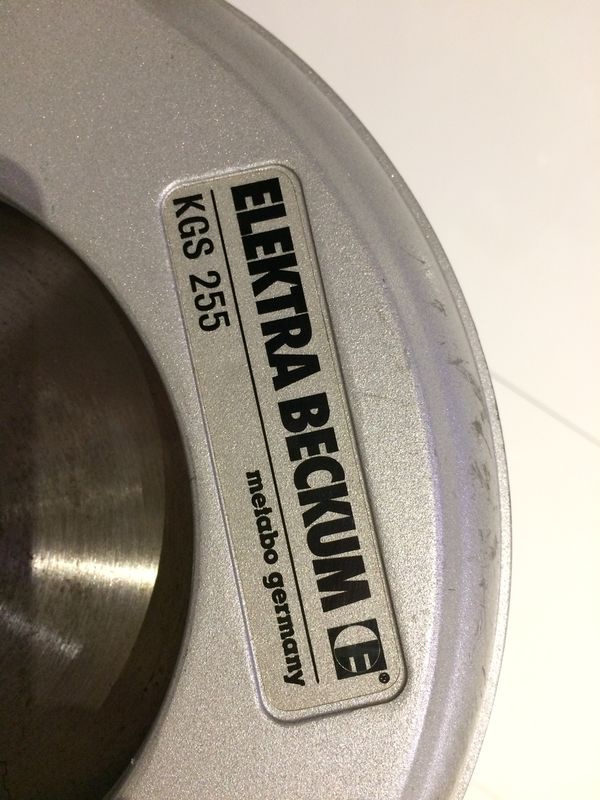 ELEKTRA BECKUM
KGS 255
metabo germany